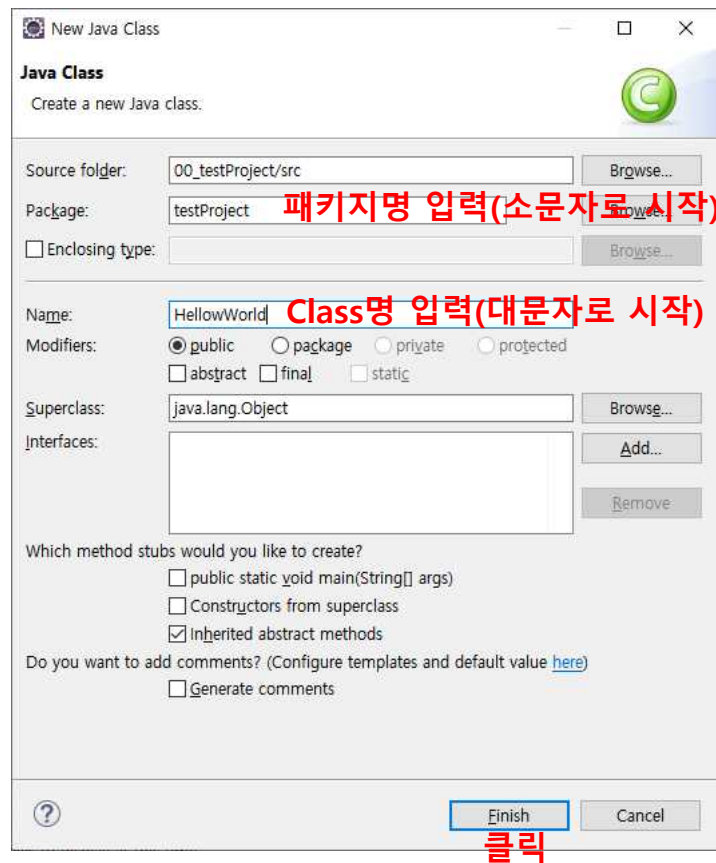 New Java Class
Java Class
Create a new Java class.
Source folder: 00_testProject/src Browse...
Package: testProject 패키지명 입력(소문자로 시작) Browse...
Enclosing type: Browse...
Name: HellowWorld Class명 입력(대문자로 시작)
Modifiers: public package private protected
abstract final static
Superclass: java.lang.Object Browse...
Interfaces: Add...
Remove
Which method stubs would you like to create?
public static void main(String[] args)
Constructors from superclass
Inherited abstract methods
Do you want to add comments? (Configure templates and default value here)
Generate comments
Finish Cancel
클릭